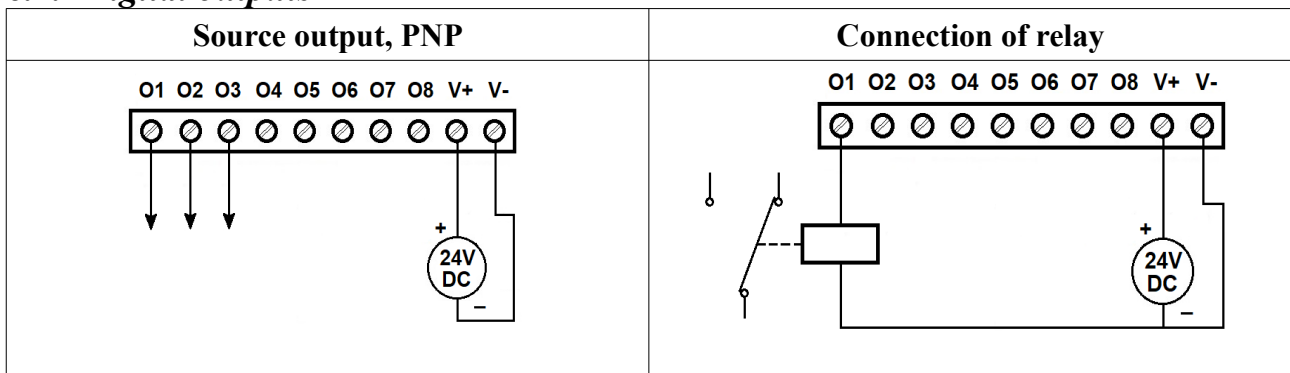 Source output, PNP
Connection of relay
O1 O2 O3 O4 O5 O6 O7 O8 V+ V-
+
24V
DC
–
O1 O2 O3 O4 O5 O6 O7 O8 V+ V-
+
24V
DC
–